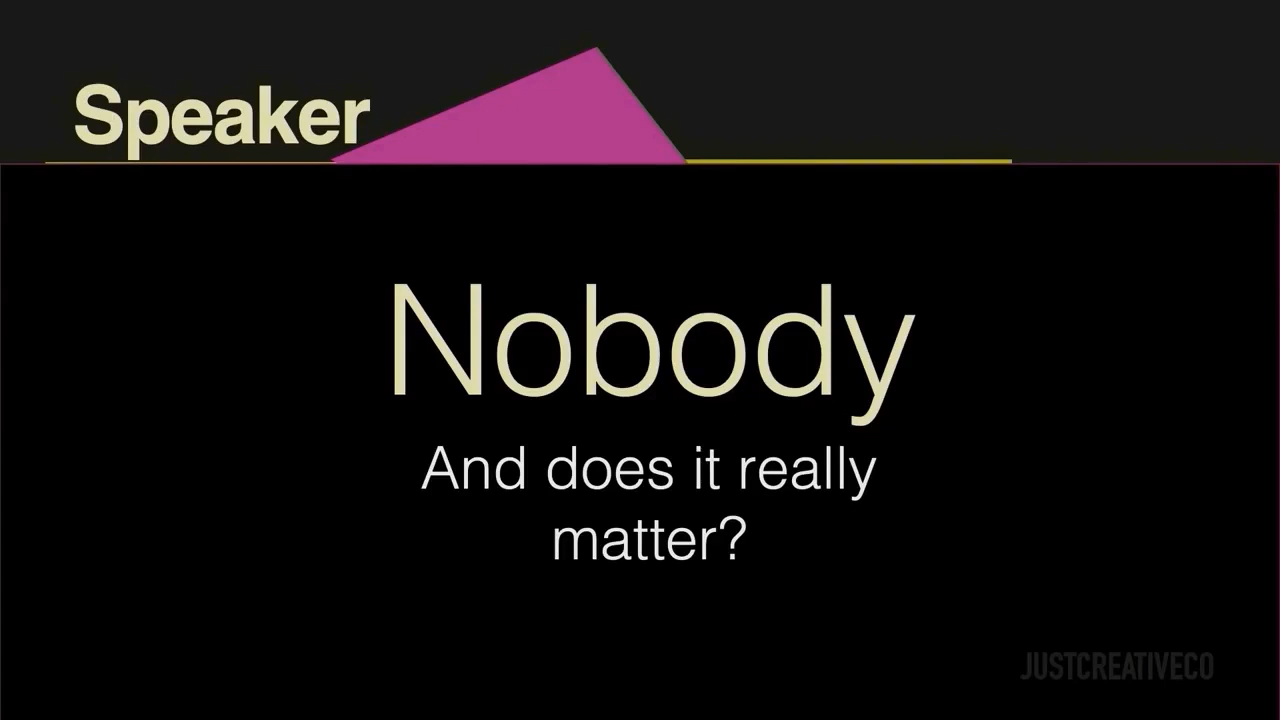 Speaker
Nobody
And does it really
matter?
JUSTCREATIVECO